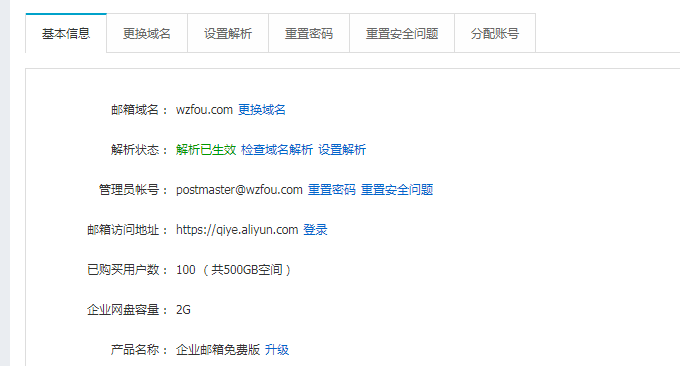 基本信息 更换域名 设置解析 重置密码 重置安全问题 分配账号
邮箱域名： wzfou.com 更换域名
解析状态： 解析已生效 检查域名解析 设置解析
管理员帐号： postmaster@wzfou.com 重置密码 重置安全问题
邮箱访问地址： https://qiye.aliyun.com 登录
已购买用户数： 100 （共500GB空间）
企业网盘容量： 2G
产品名称： 企业邮箱免费版 升级